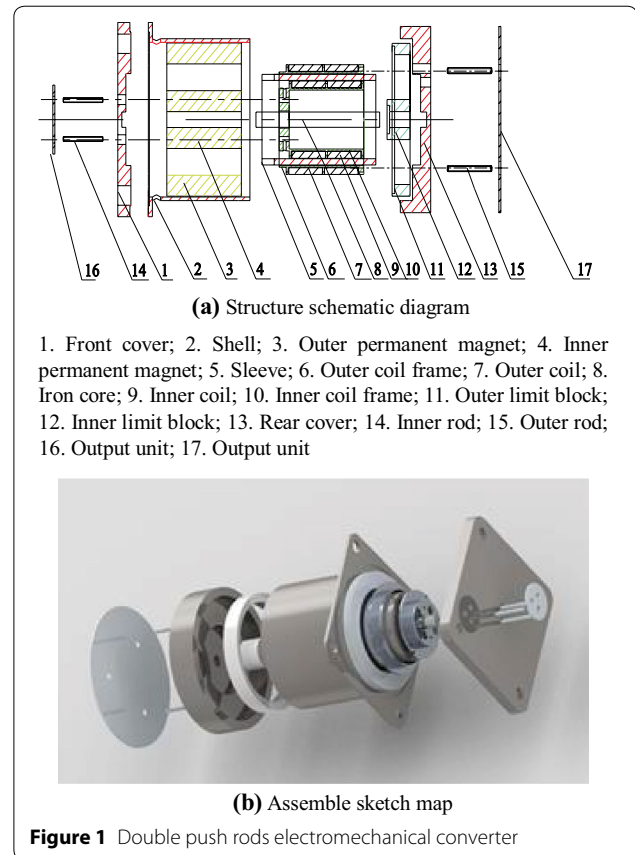 16 14 1 2 3 4 5 6 7 8 9 10 11 12 13 15 17
(a) Structure schematic diagram
1. Front cover; 2. Shell; 3. Outer permanent magnet; 4. Inner
permanent magnet; 5. Sleeve; 6. Outer coil frame; 7. Outer coil; 8.
Iron core; 9. Inner coil; 10. Inner coil frame; 11. Outer limit block;
12. Inner limit block; 13. Rear cover; 14. Inner rod; 15. Outer rod;
16. Output unit; 17. Output unit
(b) Assemble sketch map
Figure 1 Double push rods electromechanical converter